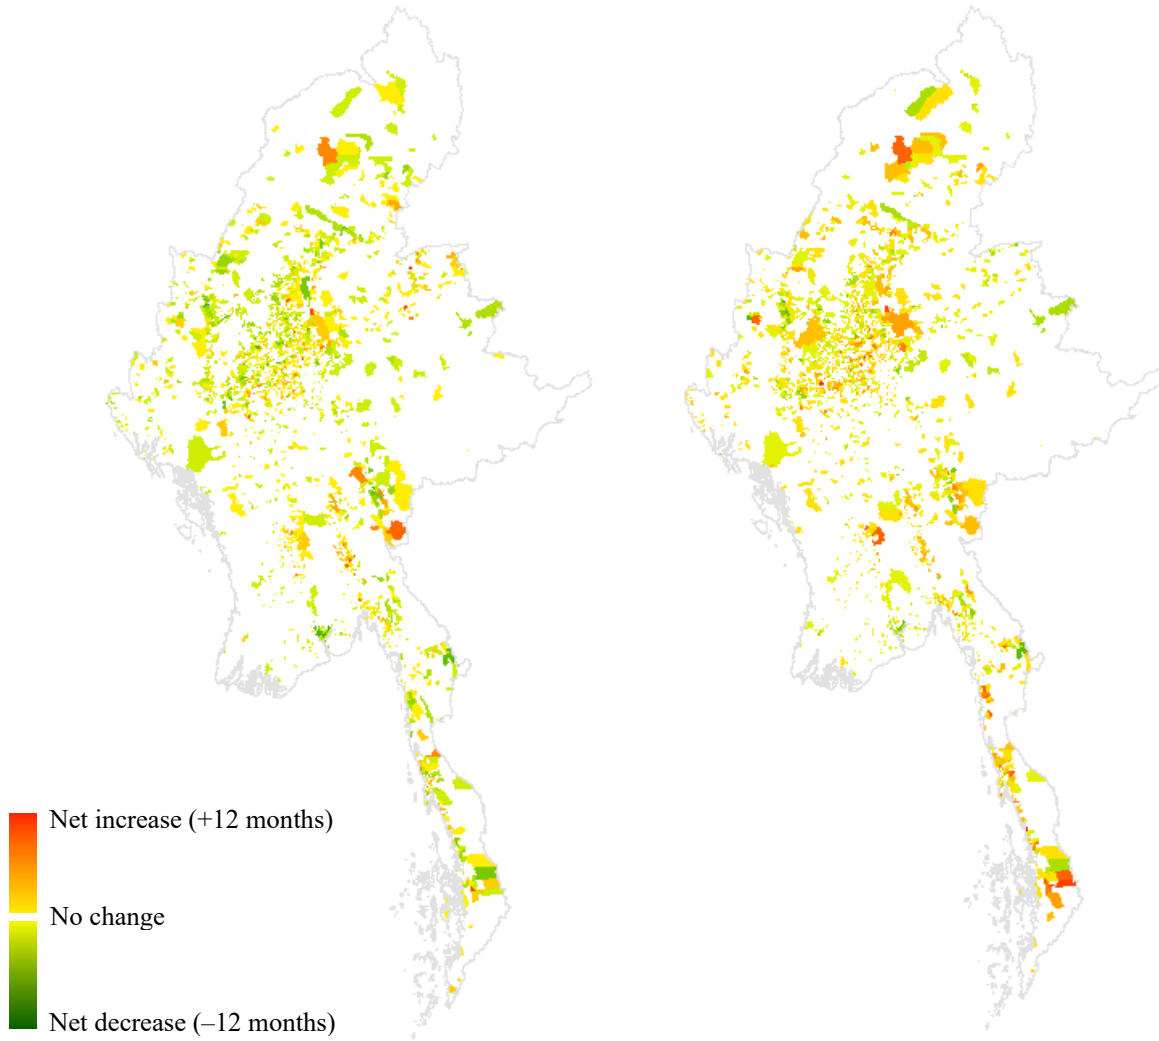 Net increase (+12 months)
No change
Net decrease (–12 months)